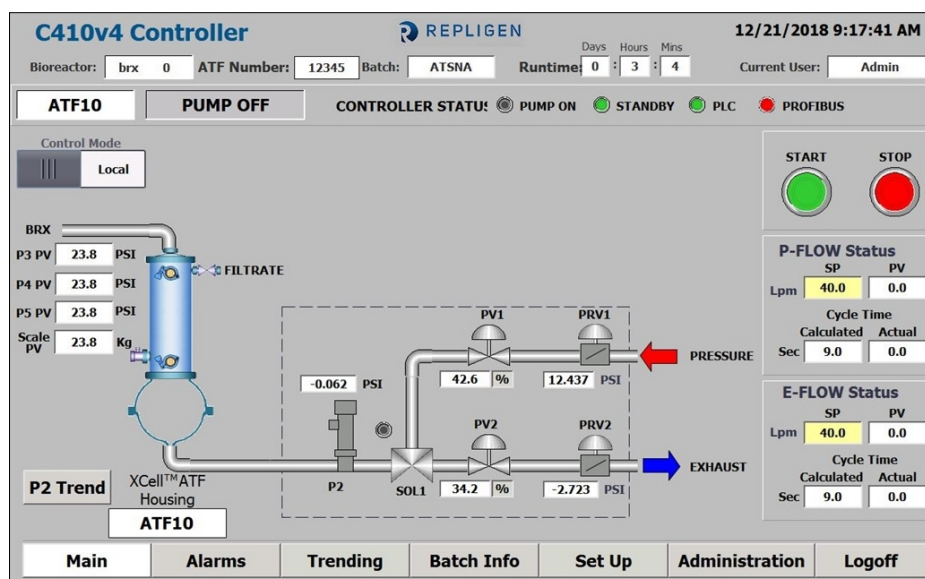 C410v4 Controller
REPLIGEN
12/21/2018 9:17:41 AM
Days Hours Mins
Bioreactor: brx 0 ATF Number: 12345 Batch: ATSNA Runtime: 0 : 3 : 4 Current User: Admin
ATF10 PUMP OFF CONTROLLER STATUS PUMP ON STANDBY PLC PROFIBUS
Control Mode
Local
START STOP
BRX
P3 PV 23.8 PSI
FILTRATE
P4 PV 23.8 PSI
P5 PV 23.8 PSI
Scale PV 23.8 Kg
P-FLOW Status
SP PV
Lpm 40.0 0.0
Cycle Time
Calculated Actual
Sec 9.0 0.0
PV1 PRV1
PRESSURE
42.6 % 12.437 PSI
-0.062 PSI
E-FLOW Status
SP PV
Lpm 40.0 0.0
Cycle Time
Calculated Actual
Sec 9.0 0.0
PV2 PRV2
EXHAUST
P2 SOL1 34.2 % -2.723 PSI
P2 Trend
XCell™ATF
Housing
ATF10
Main Alarms Trending Batch Info Set Up Administration Logoff